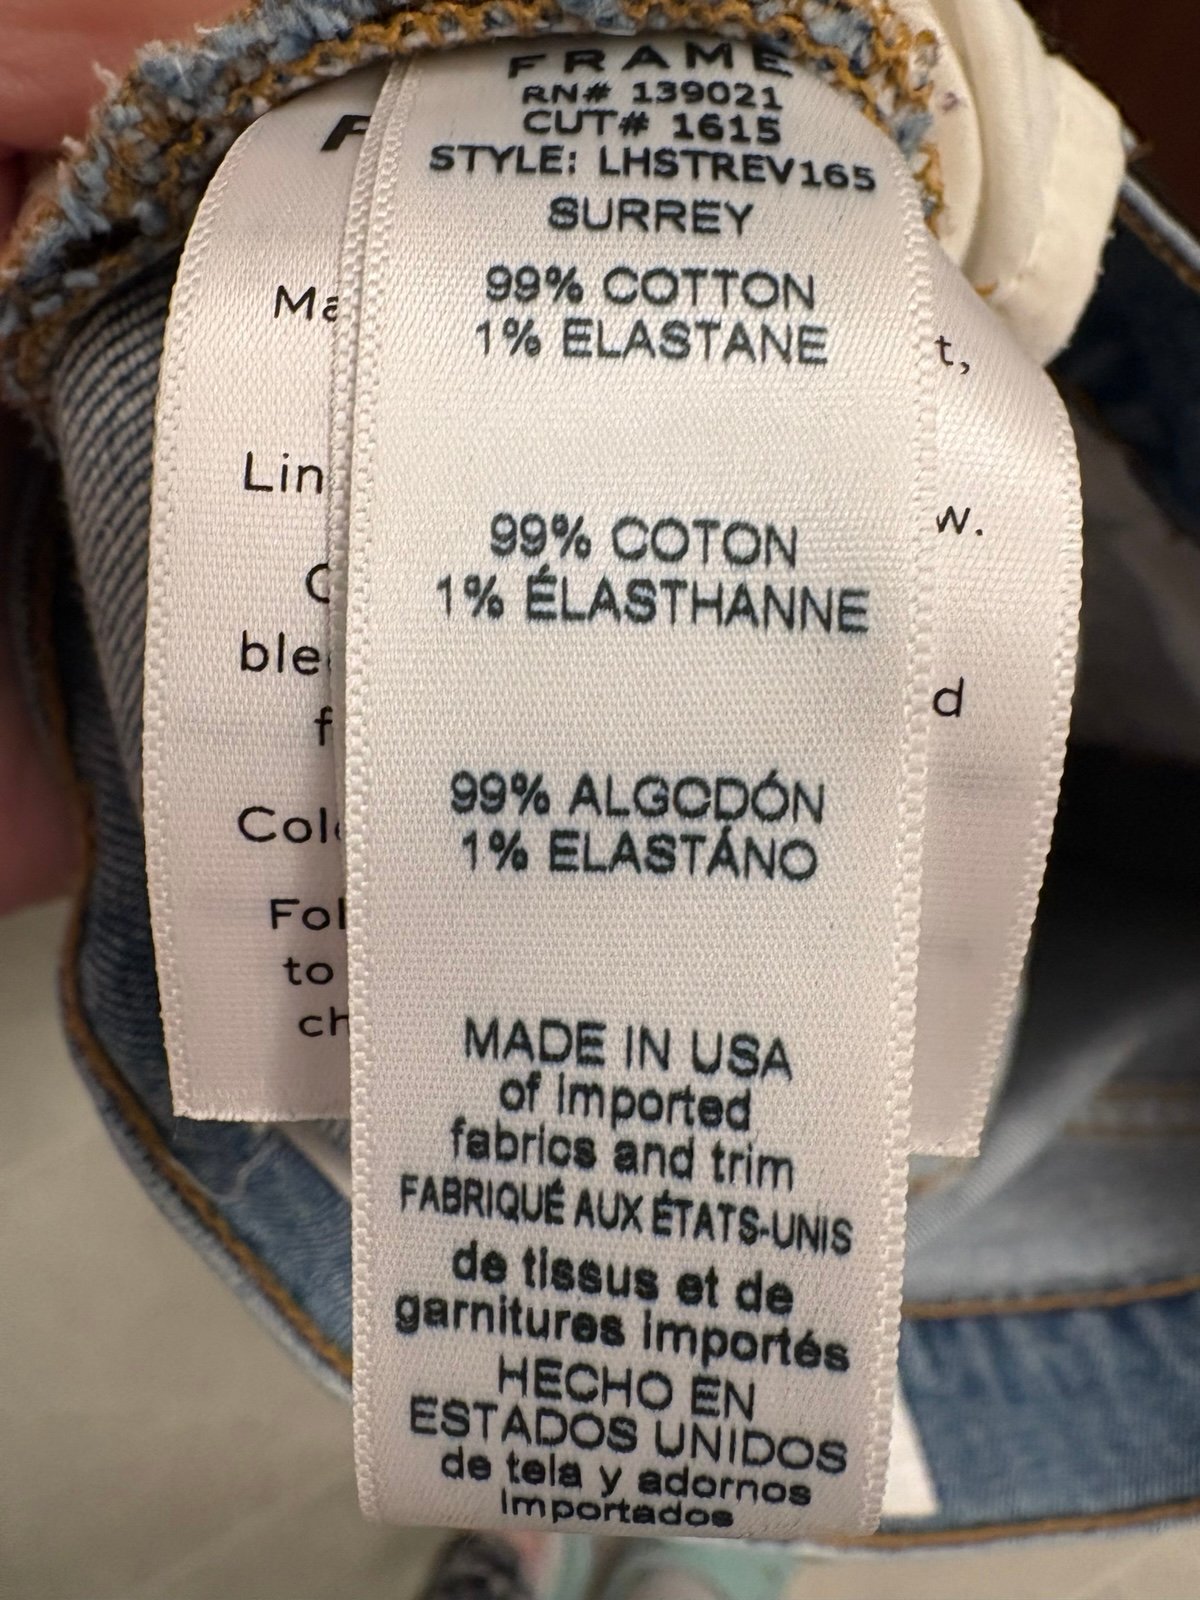 FRAME
RN# 139021
CUT# 1615
STYLE: LHSTREV165
SURREY
99% COTTON
1% ELASTANE
99% COTON
1% ÉLASTHANNE
99% ALGODÓN
1% ELASTÁNO
MADE IN USA
of imported
fabrics and trim
FABRIQUÉ AUX ÉTATS-UNIS
de tissus et de
garnitures importés
HECHO EN
ESTADOS UNIDOS
de tela y adornos
importados